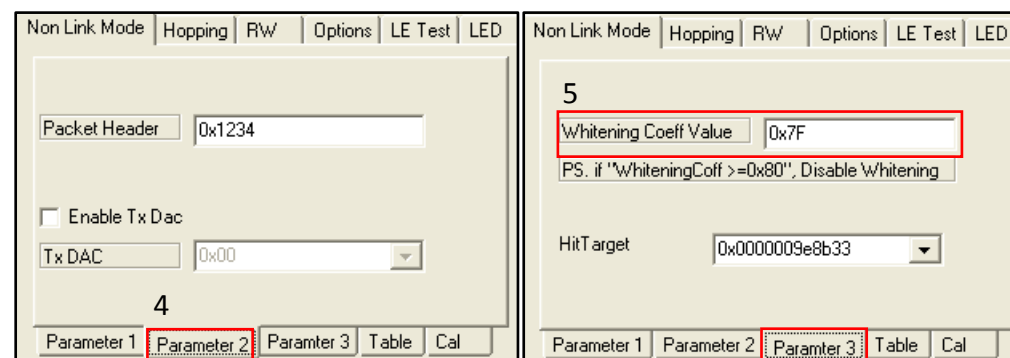 Non Link Mode Hopping RW Options LE Test LED
Packet Header 0x1234
Enable Tx Dac
Tx DAC 0x00
4
Parameter 1 Parameter 2 Paramter 3 Table Cal
Non Link Mode Hopping RW Options LE Test LED
5
Whitening Coeff Value 0x7F
PS. if "WhiteningCoff >=0x80", Disable Whitening
HitTarget 0x0000009e8b33
Parameter 1 Parameter 2 Paramter 3 Table Cal